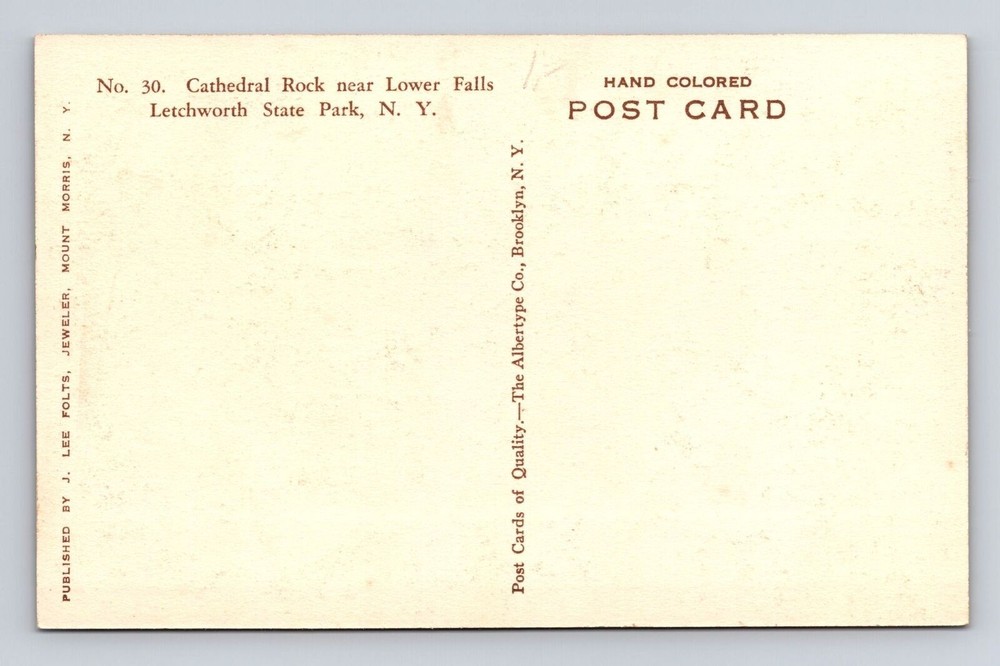 No. 30. Cathedral Rock near Lower Falls
Letchworth State Park, N. Y.
HAND COLORED
POST CARD
PUBLISHED BY J. LEE FOLTS, JEWELER, MOUNT MORRIS, N. Y.
Post Cards of Quality.—The Albertype Co., Brooklyn, N. Y.